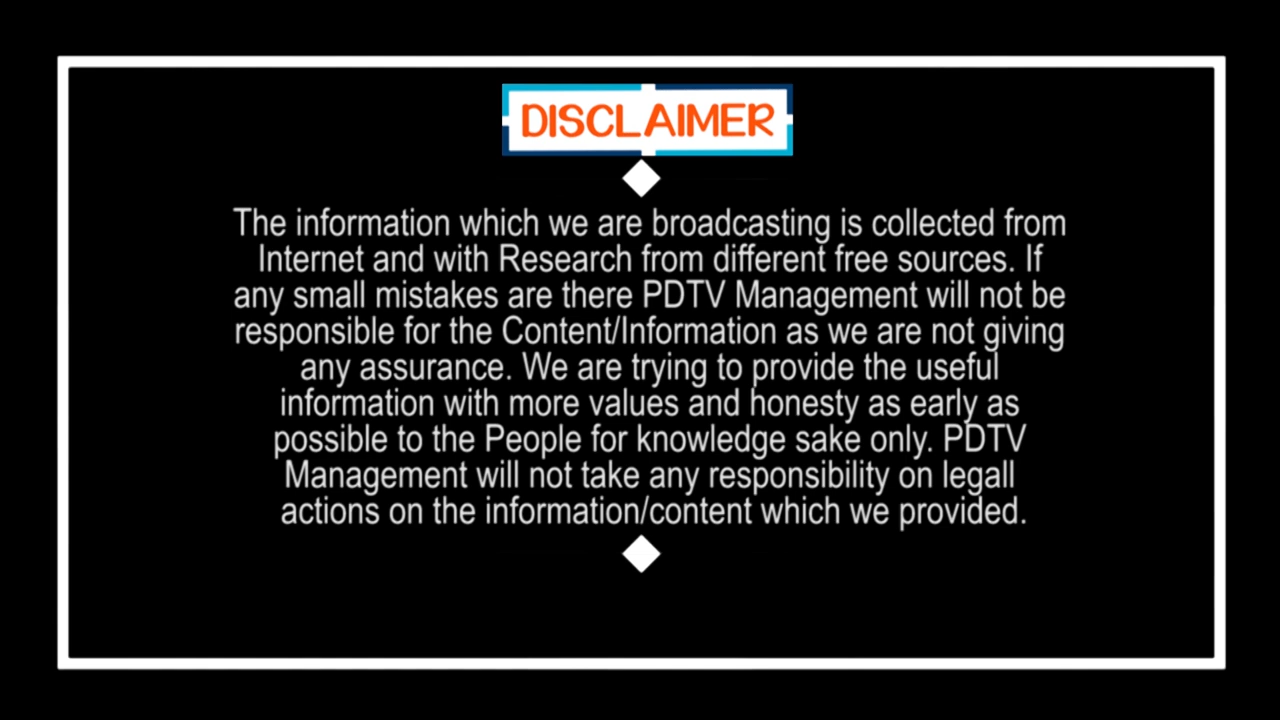 DISCLAIMER
The information which we are broadcasting is collected from
Internet and with Research from different free sources. If
any small mistakes are there PDTV Management will not be
responsible for the Content/Information as we are not giving
any assurance. We are trying to provide the useful
information with more values and honesty as early as
possible to the People for knowledge sake only. PDTV
Management will not take any responsibility on legall
actions on the information/content which we provided.